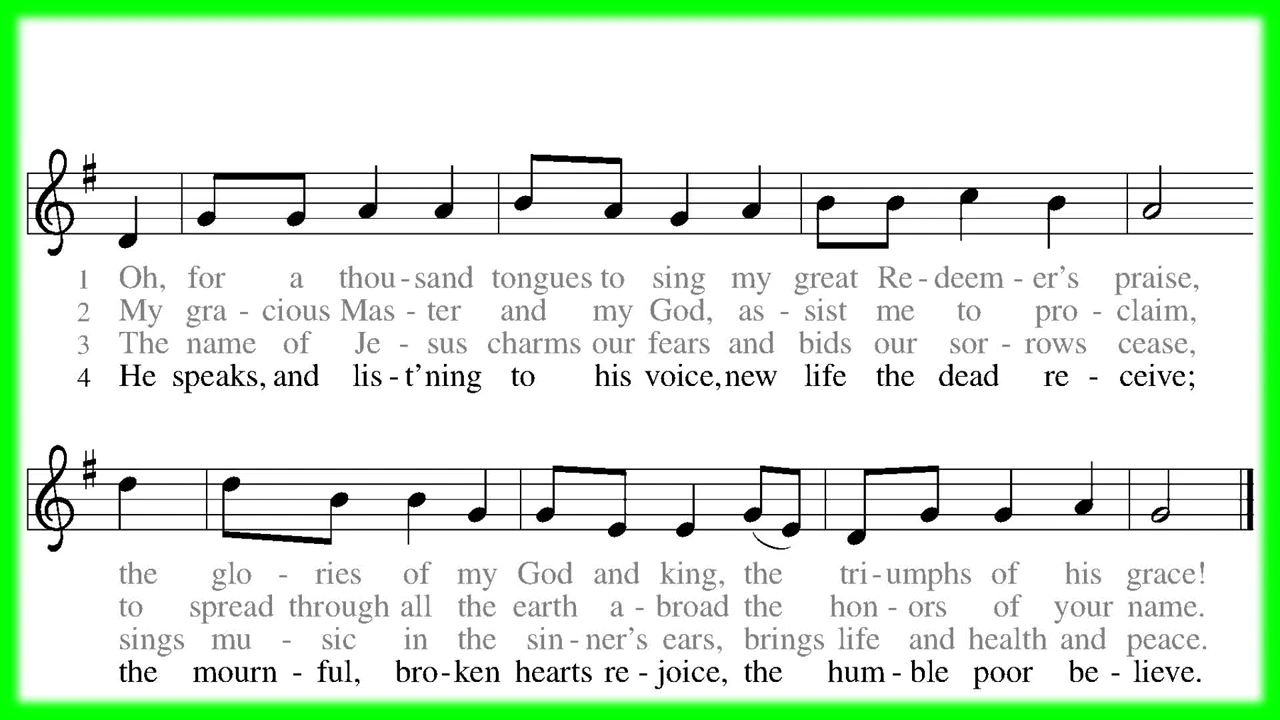 1 Oh, for a thou - sand tongues to sing my great Re - deem - er's praise,
2 My gra - cious Mas - ter and my God, as - sist me to pro - claim,
3 The name of Je - sus charms our fears and bids our sor - rows cease,
4 He speaks, and lis - t'ning to his voice, new life the dead re - ceive;
the glo - ries of my God and king, the tri - umphs of his grace!
to spread through all the earth a - broad the hon - ors of your name.
sings mu - sic in the sin - ner's ears, brings life and health and peace.
the mourn - ful, bro - ken hearts re - joice, the hum - ble poor be - lieve.